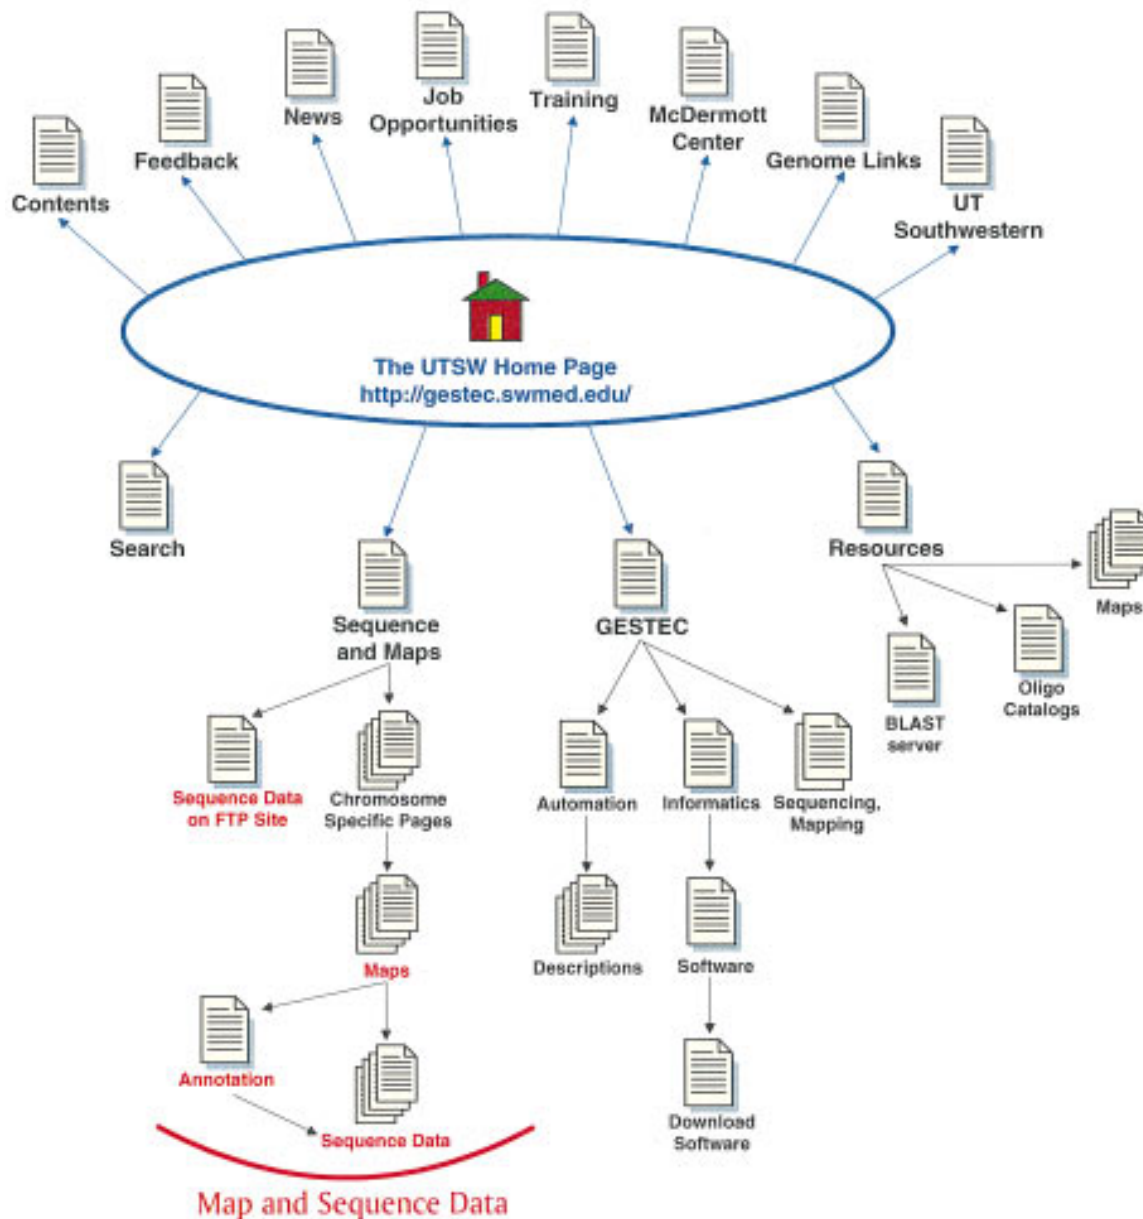 News
Job
Opportunities
Training
McDermott
Center
Feedback
Genome Links
Contents
UT
Southwestern
The UTSW Home Page
http://gestec.swmed.edu/
Search
Resources
Sequence
and Maps
GESTEC
Maps
BLAST
server
Oligo
Catalogs
Sequence Data
on FTP Site
Chromosome
Specific Pages
Automation
Informatics
Sequencing,
Mapping
Maps
Descriptions
Software
Annotation
Sequence Data
Download
Software
Map and Sequence Data